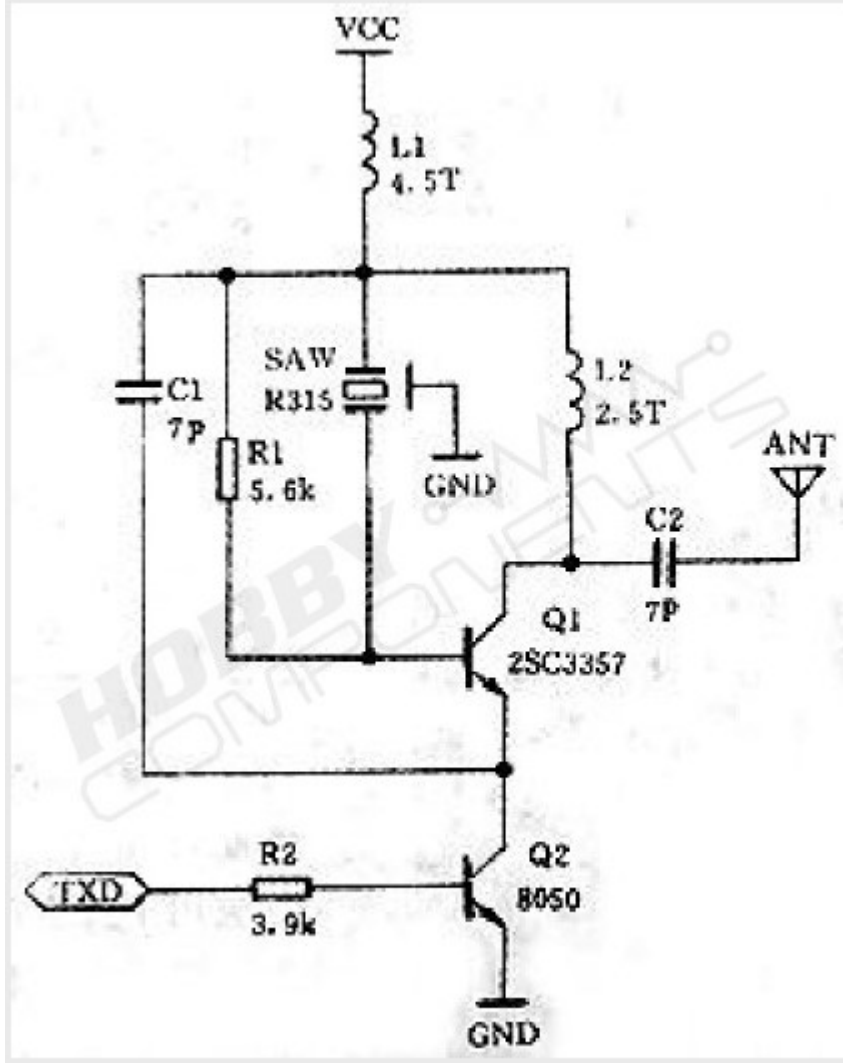 VCC
L1
4.5T
SAW
R315
C1
7P
R1
5.6k
GND
L2
2.5T
ANT
C2
7P
Q1
2SC3357
HOBBY
COMPONENTS
R2
3.9k
TXD
Q2
8050
GND